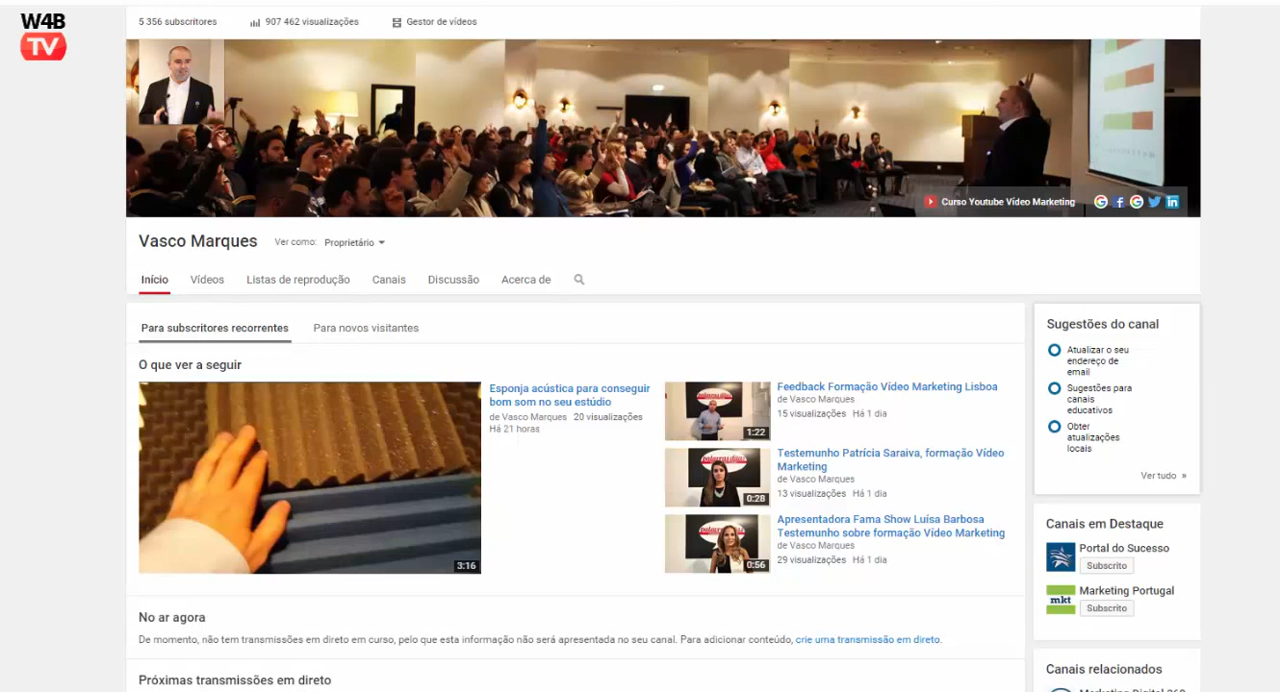 W4B
TV
5 356 subscritores
907 462 visualizações
Gestor de vídeos
Curso Youtube Vídeo Marketing
Vasco Marques
Ver como: Proprietário
Início
Vídeos
Listas de reprodução
Canais
Discussão
Acerca de
Para subscritores recorrentes
Para novos visitantes
O que ver a seguir
3:16
Esponja acústica para conseguir
bom som no seu estúdio
de Vasco Marques 20 visualizações
Há 21 horas
1:22
Feedback Formação Vídeo Marketing Lisboa
de Vasco Marques
15 visualizações Há 1 dia
0:28
Testemunho Patrícia Saraiva, formação Vídeo
Marketing
de Vasco Marques
13 visualizações Há 1 dia
0:56
Apresentadora Fama Show Luísa Barbosa
Testemunho sobre formação Vídeo Marketing
de Vasco Marques
29 visualizações Há 1 dia
No ar agora
De momento, não tem transmissões em direto em curso, pelo que esta informação não será apresentada no seu canal. Para adicionar conteúdo, crie uma transmissão em direto.
Próximas transmissões em direto
Sugestões do canal
Atualizar o seu
endereço de
email
Sugestões para
canais
educativos
Obter
atualizações
locais
Ver tudo »
Canais em Destaque
Portal do Sucesso
Subscrito
mkt
Marketing Portugal
Subscrito
Canais relacionados
Marketing Digital 360